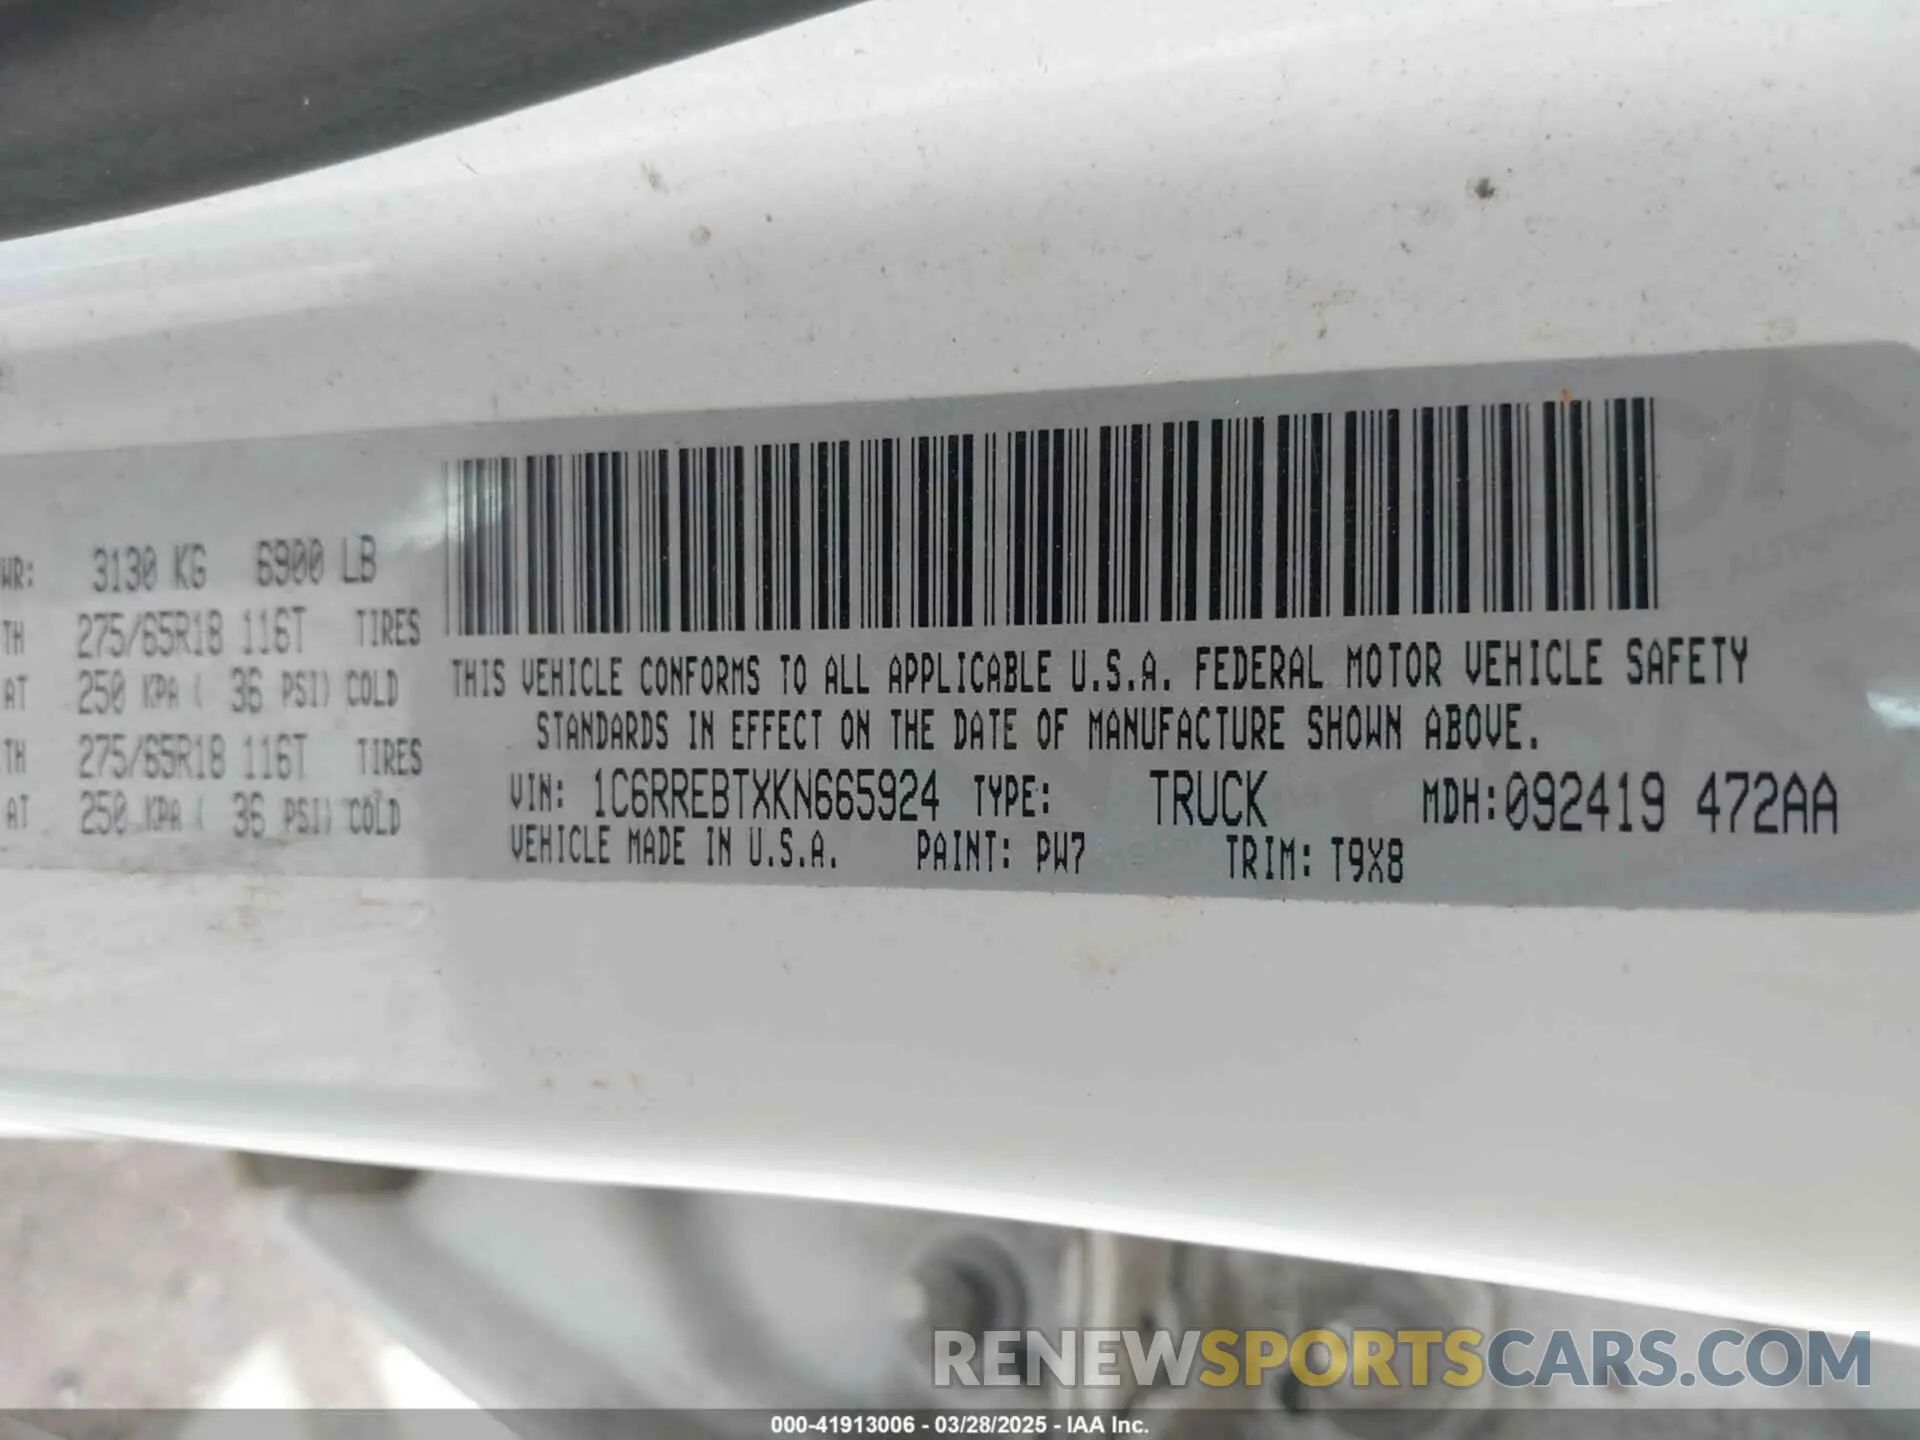 3130 KG 6900 LB
TH 275/65R18 116T TIRES
AT 250 KPA ( 36 PSI) COLD
TH 275/65R18 116T TIRES
AT 250 KPA ( 36 PSI) COLD
THIS VEHICLE CONFORMS TO ALL APPLICABLE U.S.A. FEDERAL MOTOR VEHICLE SAFETY
STANDARDS IN EFFECT ON THE DATE OF MANUFACTURE SHOWN ABOVE.
VIN: 1C6RREBTXKN665924 TYPE: TRUCK MDH:092419 472AA
VEHICLE MADE IN U.S.A. PAINT: PW7 TRIM: T9X8
RENEWSPORTSCARS.COM
000-41913006 - 03/28/2025 - IAA Inc.